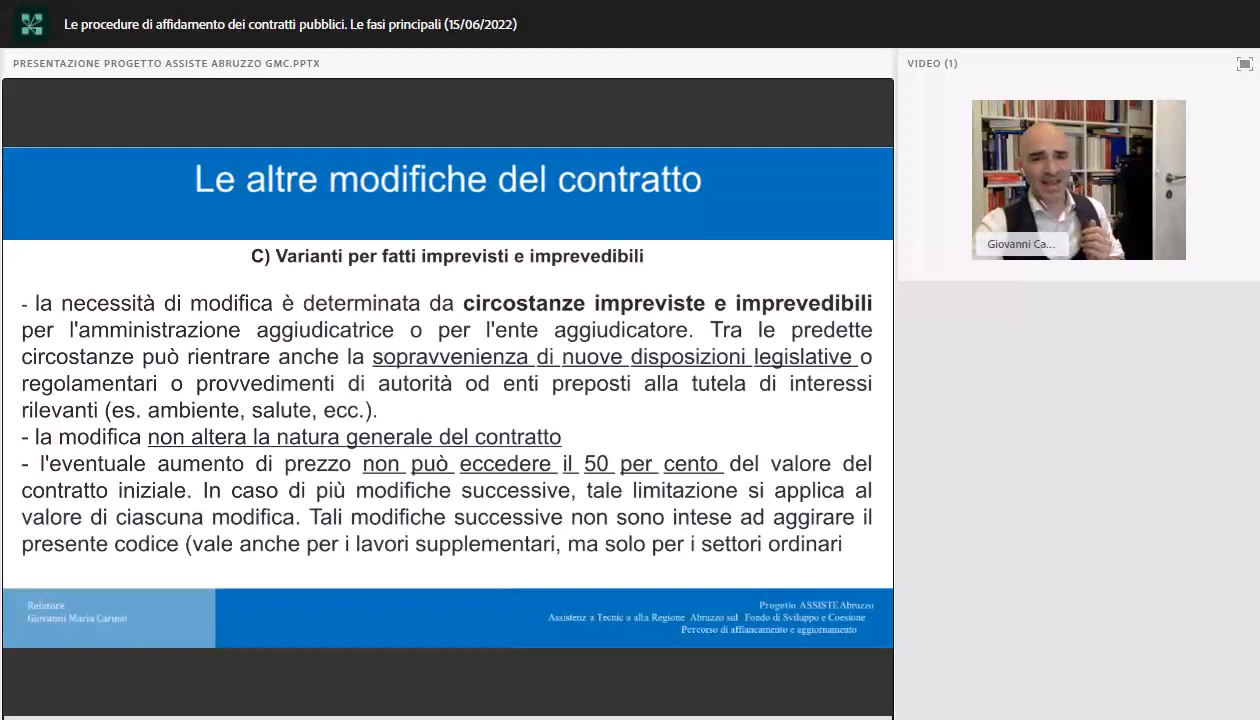 Le procedure di affidamento dei contratti pubblici. Le fasi principali (15/06/2022)
PRESENTAZIONE PROGETTO ASSISTE ABRUZZO GMC.PPTX
VIDEO (1)
Le altre modifiche del contratto
C) Varianti per fatti imprevisti e imprevedibili
- la necessità di modifica è determinata da circostanze impreviste e imprevedibili
per l'amministrazione aggiudicatrice o per l'ente aggiudicatore. Tra le predette
circostanze può rientrare anche la sopravvenienza di nuove disposizioni legislative o
regolamentari o provvedimenti di autorità od enti preposti alla tutela di interessi
rilevanti (es. ambiente, salute, ecc.).
- la modifica non altera la natura generale del contratto
- l'eventuale aumento di prezzo non può eccedere il 50 per cento del valore del
contratto iniziale. In caso di più modifiche successive, tale limitazione si applica al
valore di ciascuna modifica. Tali modifiche successive non sono intese ad aggirare il
presente codice (vale anche per i lavori supplementari, ma solo per i settori ordinari
Giovanni Ca...
Relatore
Giovanni Maria Caruso
Progetto ASSISTE Abruzzo
Assistenz a Tecnic a alla Regione Abruzzo sul Fondo di Sviluppo e Coesione
Percorso di affiancamento e aggiornamento